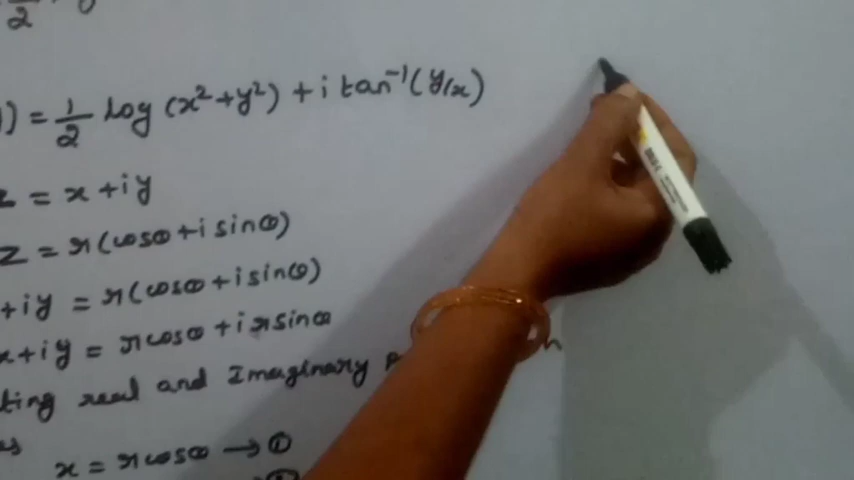 2
) = 1/2 log (x² + y²) + i tan⁻¹ (y/x)
z = x + iy
z = r(cosθ + i sinθ)
+ iy = r(cosθ + i sinθ)
x + iy = r cosθ + i r sinθ
ting real and Imaginary
x = r cosθ → ①